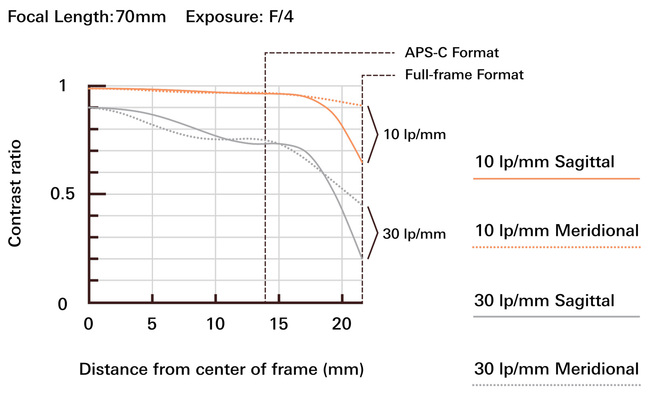 Focal Length:70mm Exposure: F/4
APS-C Format
Full-frame Format
1
0.5
0
Contrast ratio
10 lp/mm
30 lp/mm
0 5 10 15 20
Distance from center of frame (mm)
10 lp/mm Sagittal
10 lp/mm Meridional
30 lp/mm Sagittal
30 lp/mm Meridional